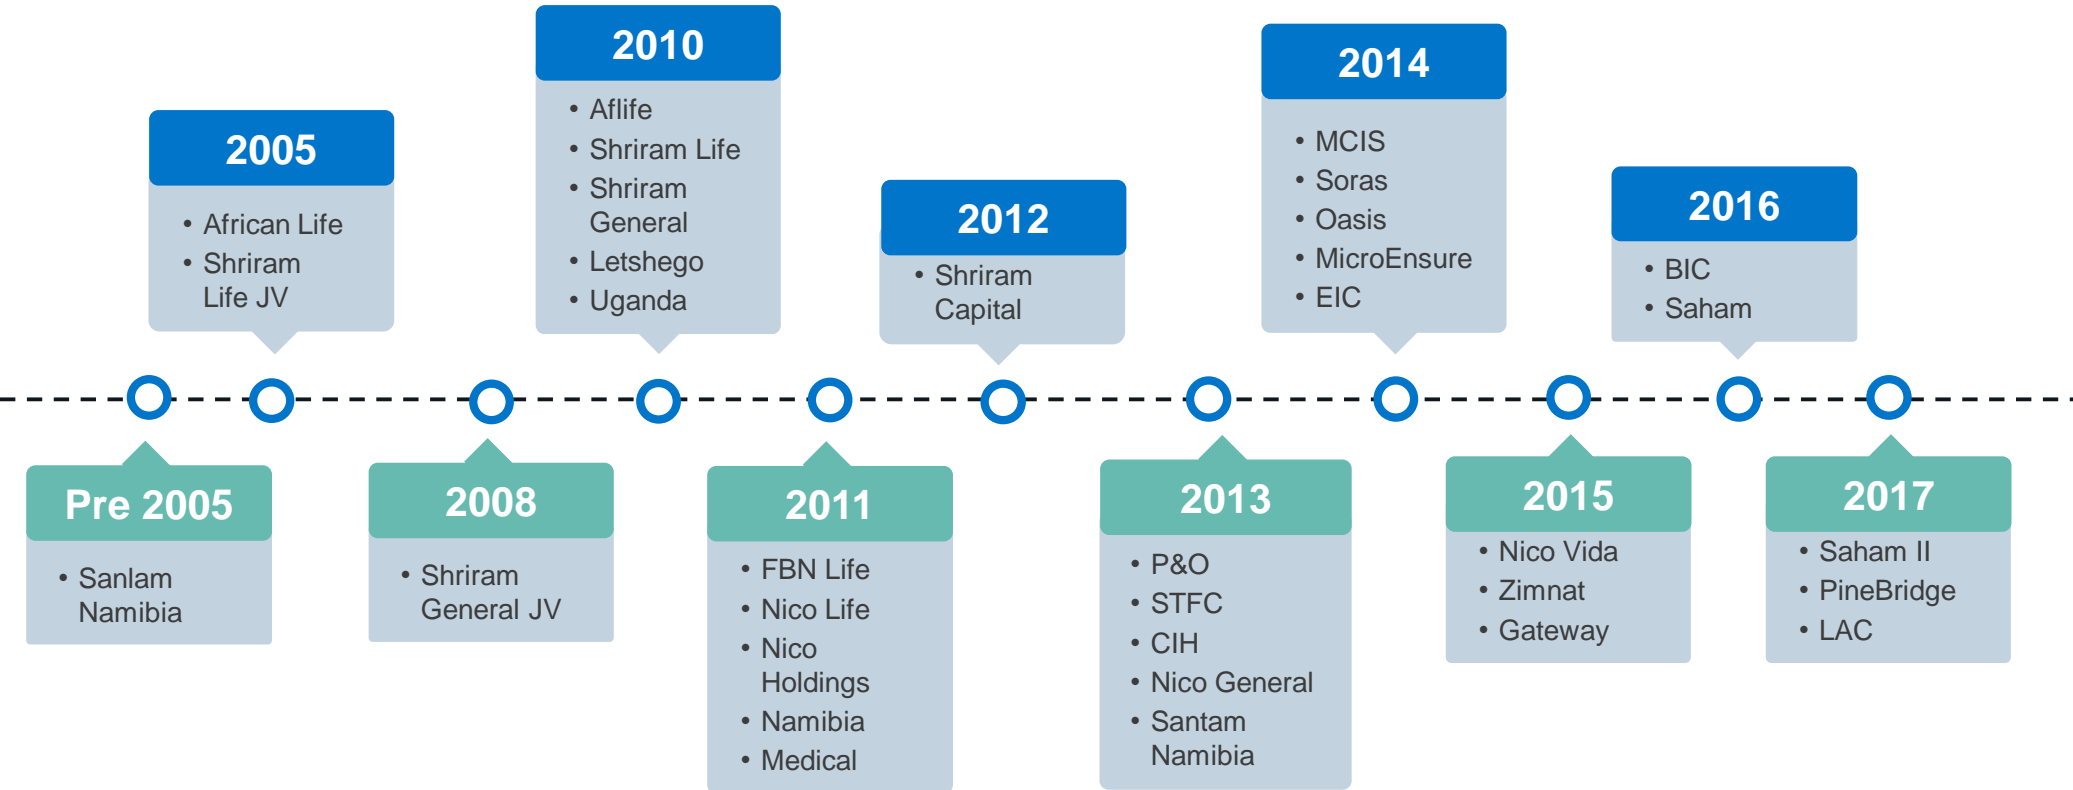 2005
• African Life
• Shriram
Life JV
2010
• Aflife
• Shriram Life
• Shriram
General
• Letshego
• Uganda
2012
• Shriram
Capital
2014
• MCIS
• Soras
• Oasis
• MicroEnsure
• EIC
2016
• BIC
• Saham
Pre 2005
• Sanlam
Namibia
2008
• Shriram
General JV
2011
• FBN Life
• Nico Life
• Nico
Holdings
• Namibia
• Medical
2013
• P&O
• STFC
• CIH
• Nico General
• Santam
Namibia
2015
• Nico Vida
• Zimnat
• Gateway
2017
• Saham II
• PineBridge
• LAC